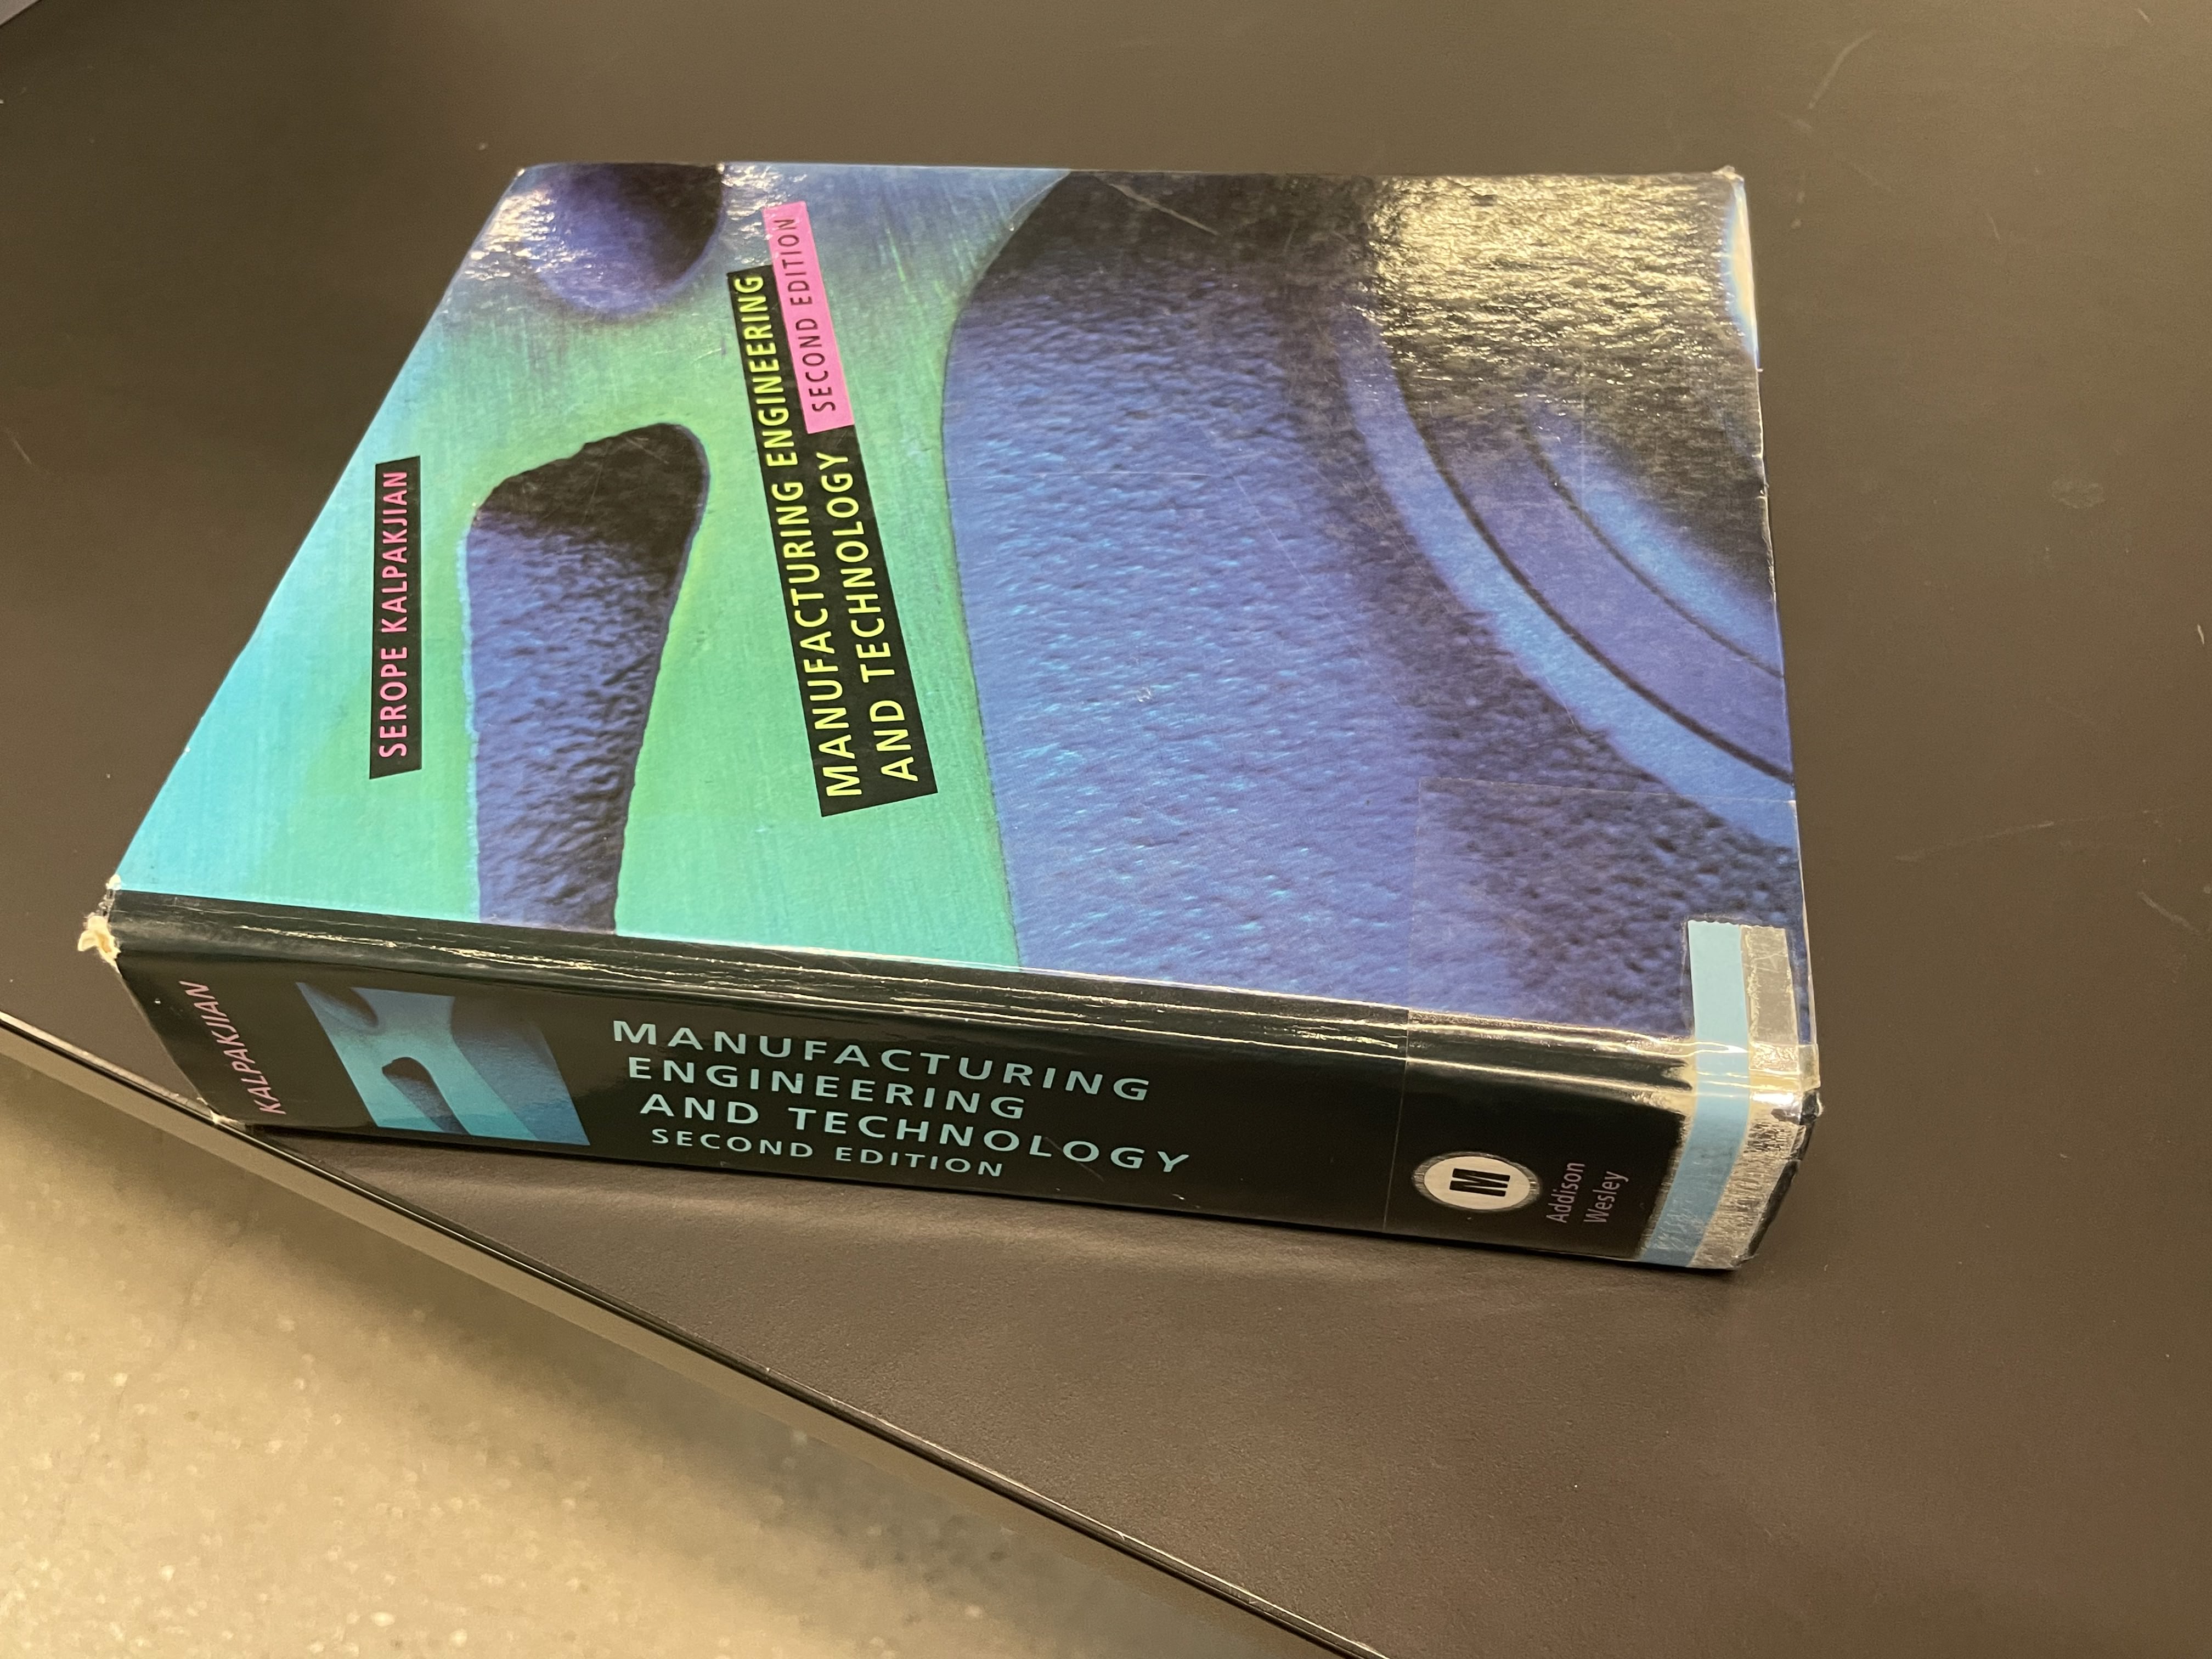 SEROPE KALPAKJIAN
MANUFACTURING ENGINEERING
AND TECHNOLOGY
SECOND EDITION
KALPAKJIAN
MANUFACTURING
ENGINEERING
AND TECHNOLOGY
SECOND EDITION
M
Addison
Wesley